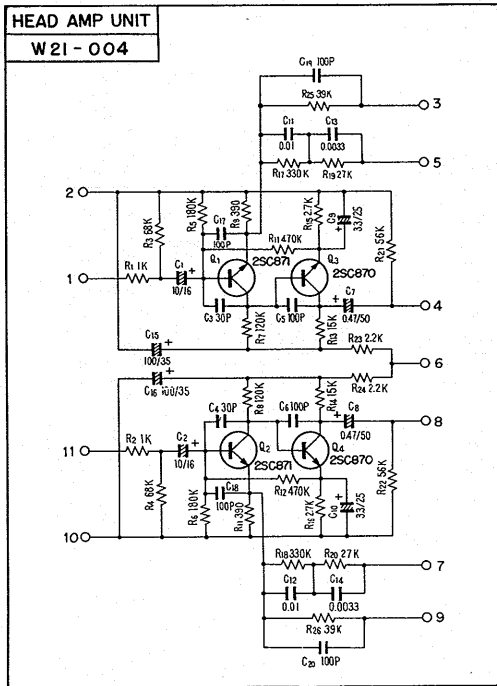 HEAD AMP UNIT
W21-004
C19 100P
R25 39K
3
C11
0.01
C13
0.0033
R17 330K
R19 27K
5
2
R3 68K
R5 180K
C17
100P
R9 390
R11 470K
R15 2.7K
C9
33/25
R21 56K
Q1
2SC871
Q3
2SC870
1
R1 1K
C1
10/16
C3 30P
C5 100P
C7
0.47/50
4
R7 120K
R13 15K
C15
100/35
R23 2.2K
6
C16
100/35
R24 2.2K
R8 120K
R14 15K
C4 30P
C6 100P
C8
0.47/50
8
11
R2 1K
C2
10/16
Q2
2SC871
Q4
2SC870
R4 68K
R6 180K
C18
100P
R11 390
R12 470K
R16 2.7K
C10
33/25
R22 56K
10
R18 330K
R20 27K
7
C12
0.01
C14
0.0033
R26 39K
9
C20 100P